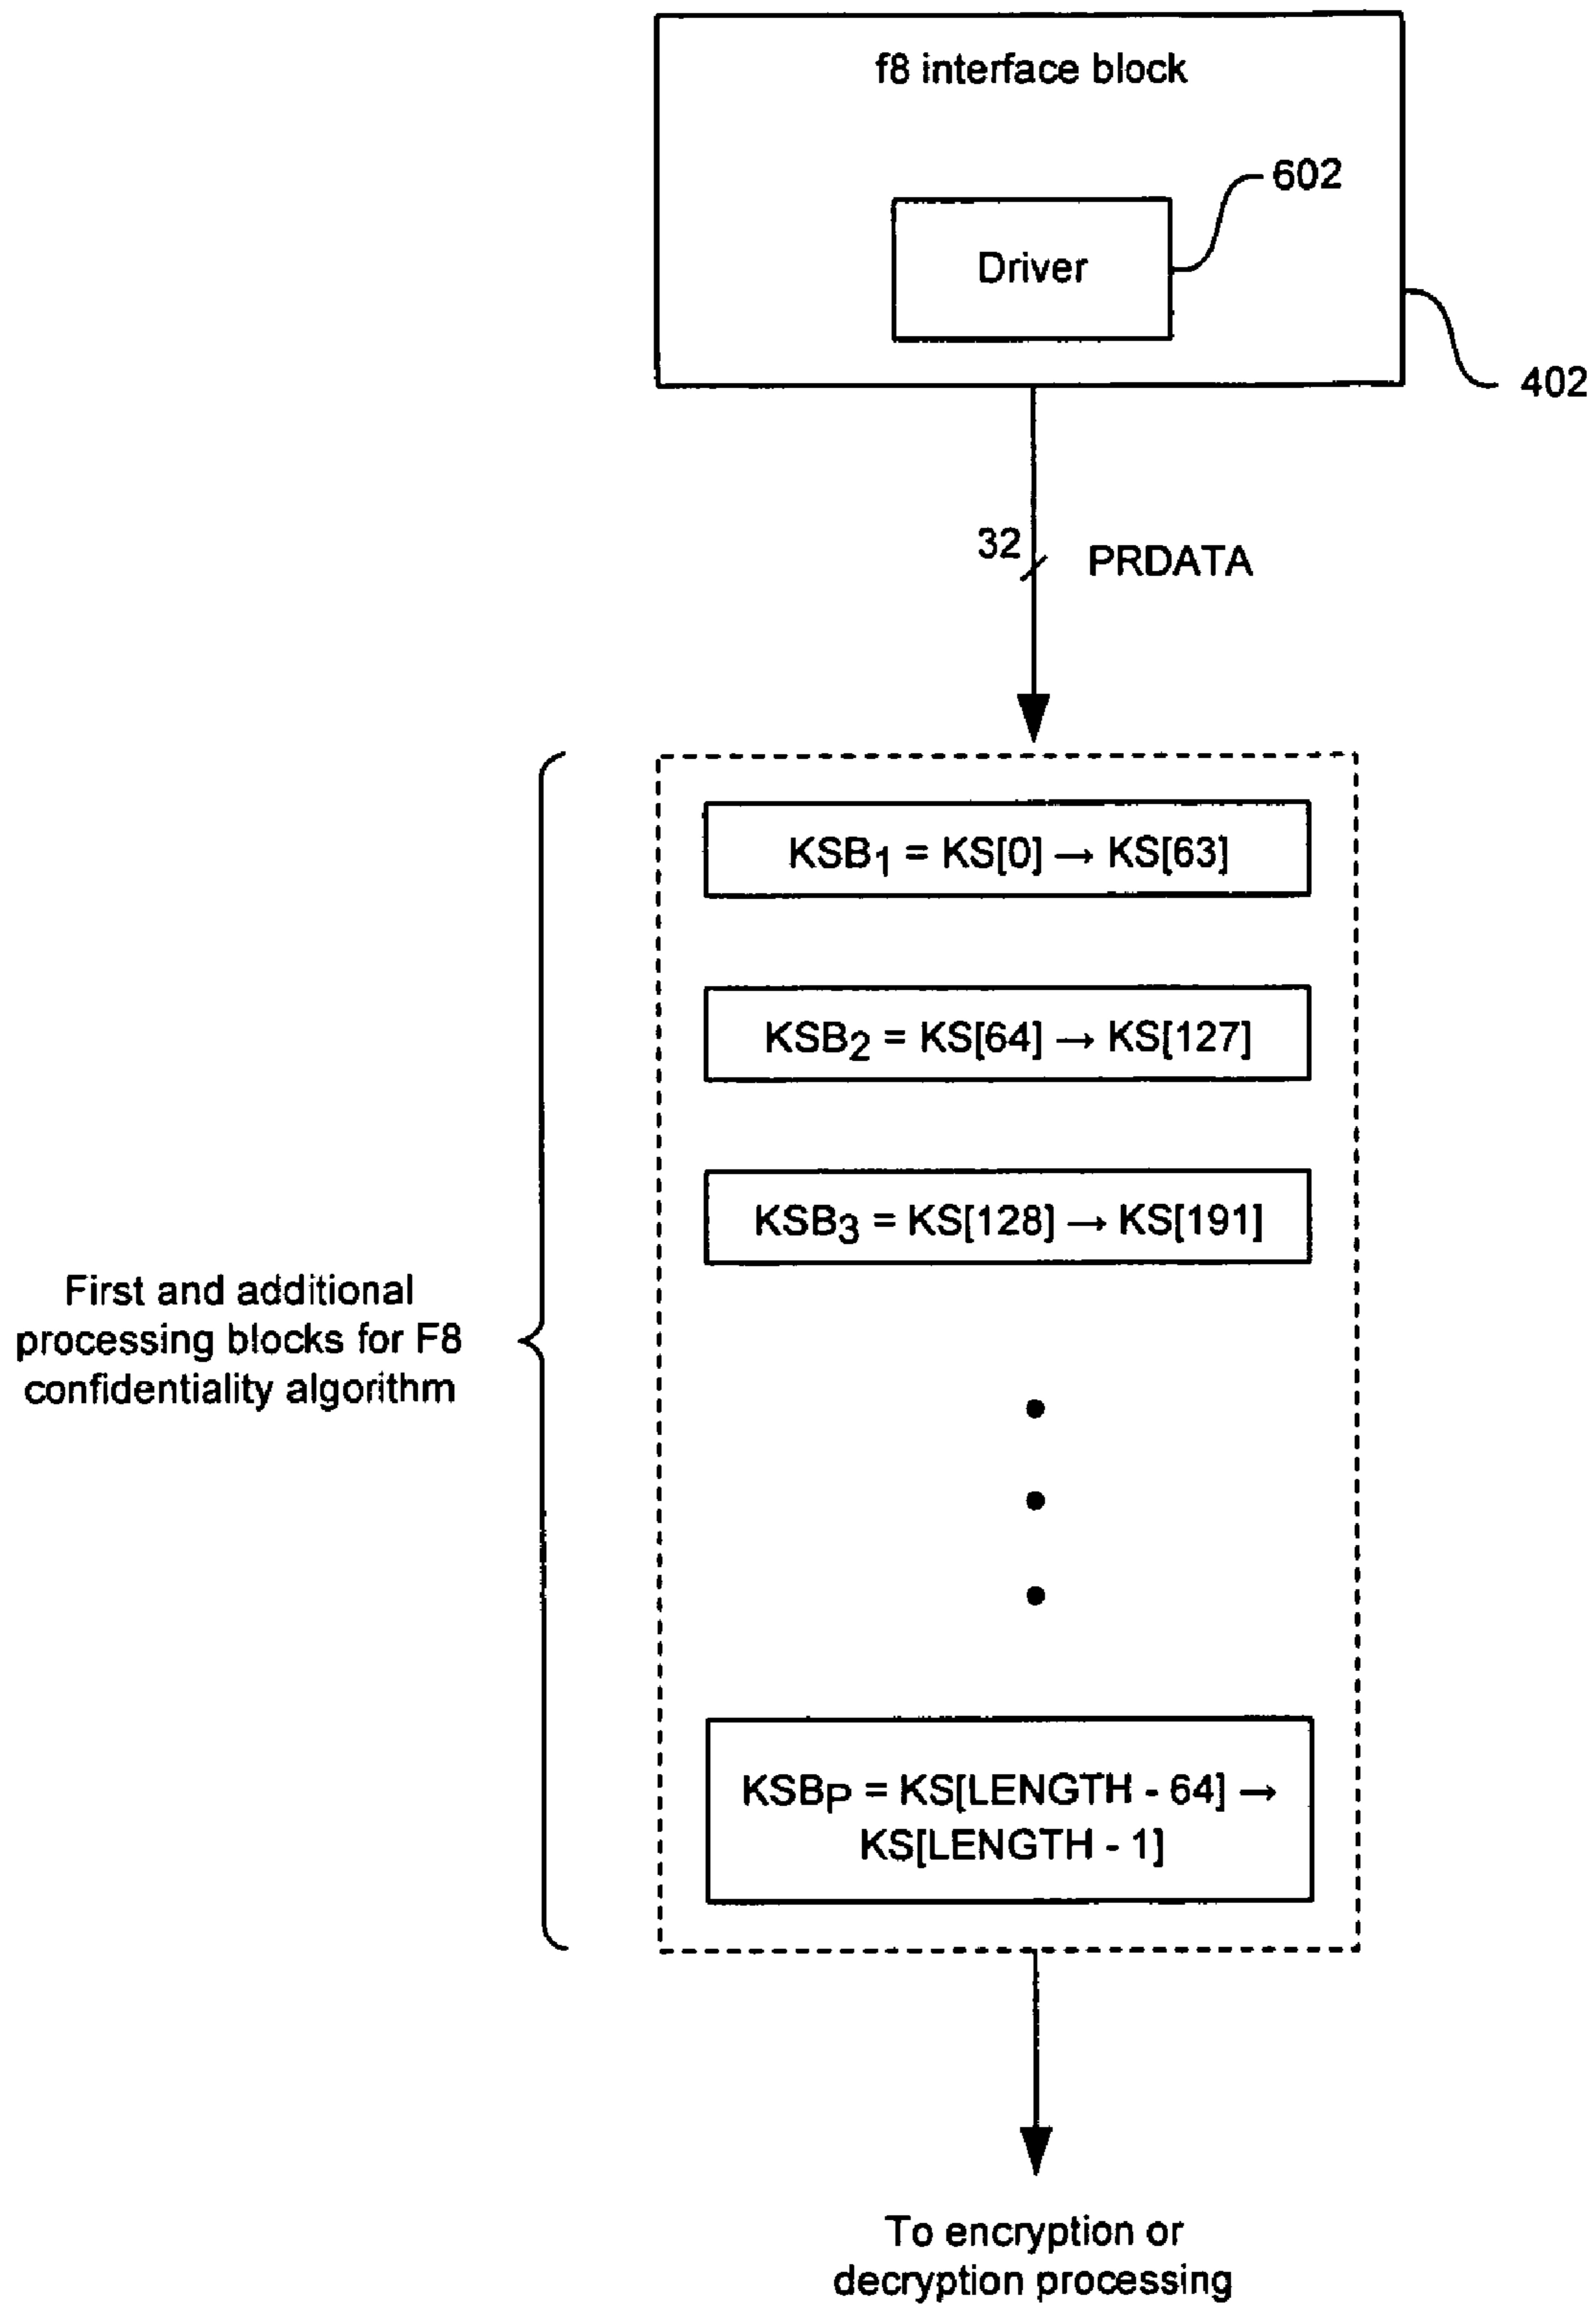 f8 interface block
602
Driver
402
32
PRDATA
KSB1 = KS[0] → KS[63]
KSB2 = KS[64] → KS[127]
KSB3 = KS[128] → KS[191]
First and additional
processing blocks for F8
confidentiality algorithm
KSBP = KS[LENGTH - 64] →
KS[LENGTH - 1]
To encryption or
decryption processing